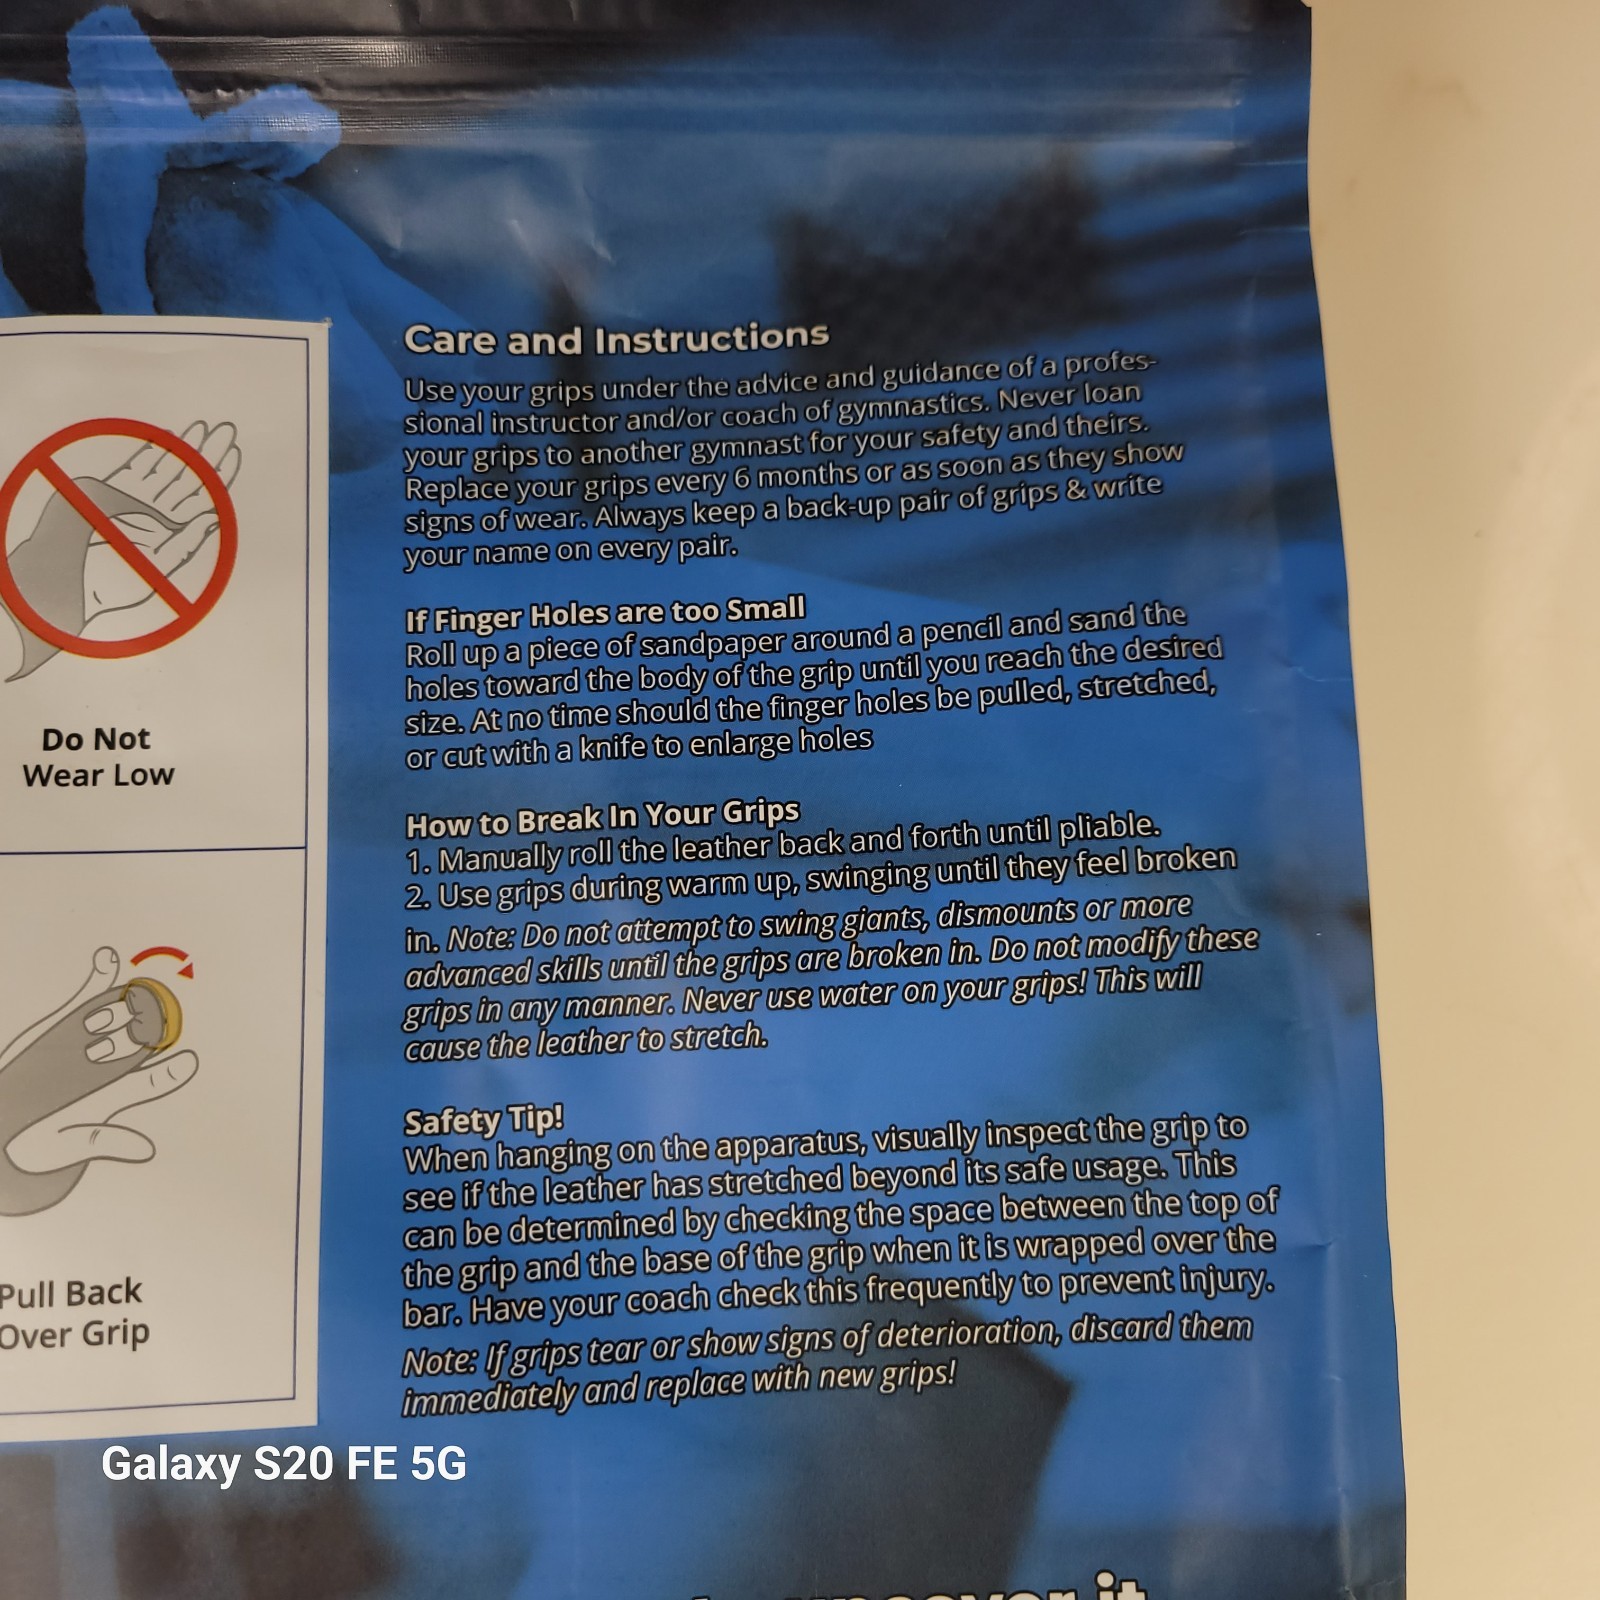 Care and Instructions
Use your grips under the advice and guidance of a profes-
sional instructor and/or coach of gymnastics. Never loan
your grips to another gymnast for your safety and theirs.
Replace your grips every 6 months or as soon as they show
signs of wear. Always keep a back-up pair of grips & write
your name on every pair.
If Finger Holes are too Small
Roll up a piece of sandpaper around a pencil and sand the
holes toward the body of the grip until you reach the desired
size. At no time should the finger holes be pulled, stretched,
or cut with a knife to enlarge holes
How to Break In Your Grips
1. Manually roll the leather back and forth until pliable.
2. Use grips during warm up, swinging until they feel broken
in. Note: Do not attempt to swing giants, dismounts or more
advanced skills until the grips are broken in. Do not modify these
grips in any manner. Never use water on your grips! This will
cause the leather to stretch.
Safety Tip!
When hanging on the apparatus, visually inspect the grip to
see if the leather has stretched beyond its safe usage. This
can be determined by checking the space between the top of
the grip and the base of the grip when it is wrapped over the
bar. Have your coach check this frequently to prevent injury.
Note: If grips tear or show signs of deterioration, discard them
immediately and replace with new grips!
Do Not
Wear Low
Pull Back
Over Grip
Galaxy S20 FE 5G
it